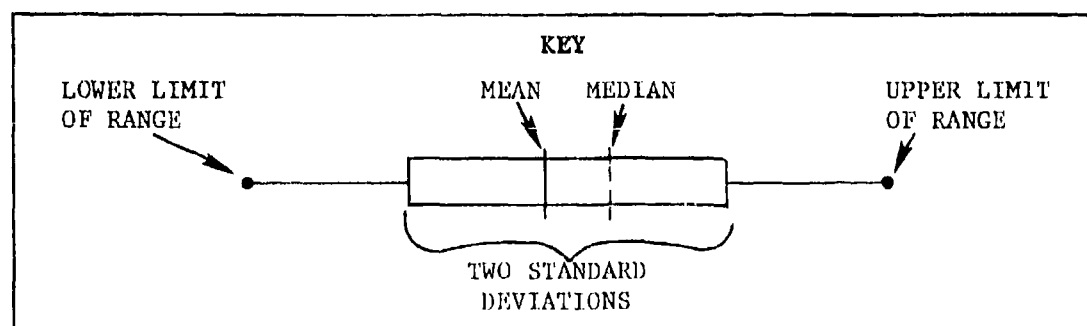 KEY
LOWER LIMIT
OF RANGE
MEAN
MEDIAN
UPPER LIMIT
OF RANGE
TWO STANDARD
DEVIATIONS